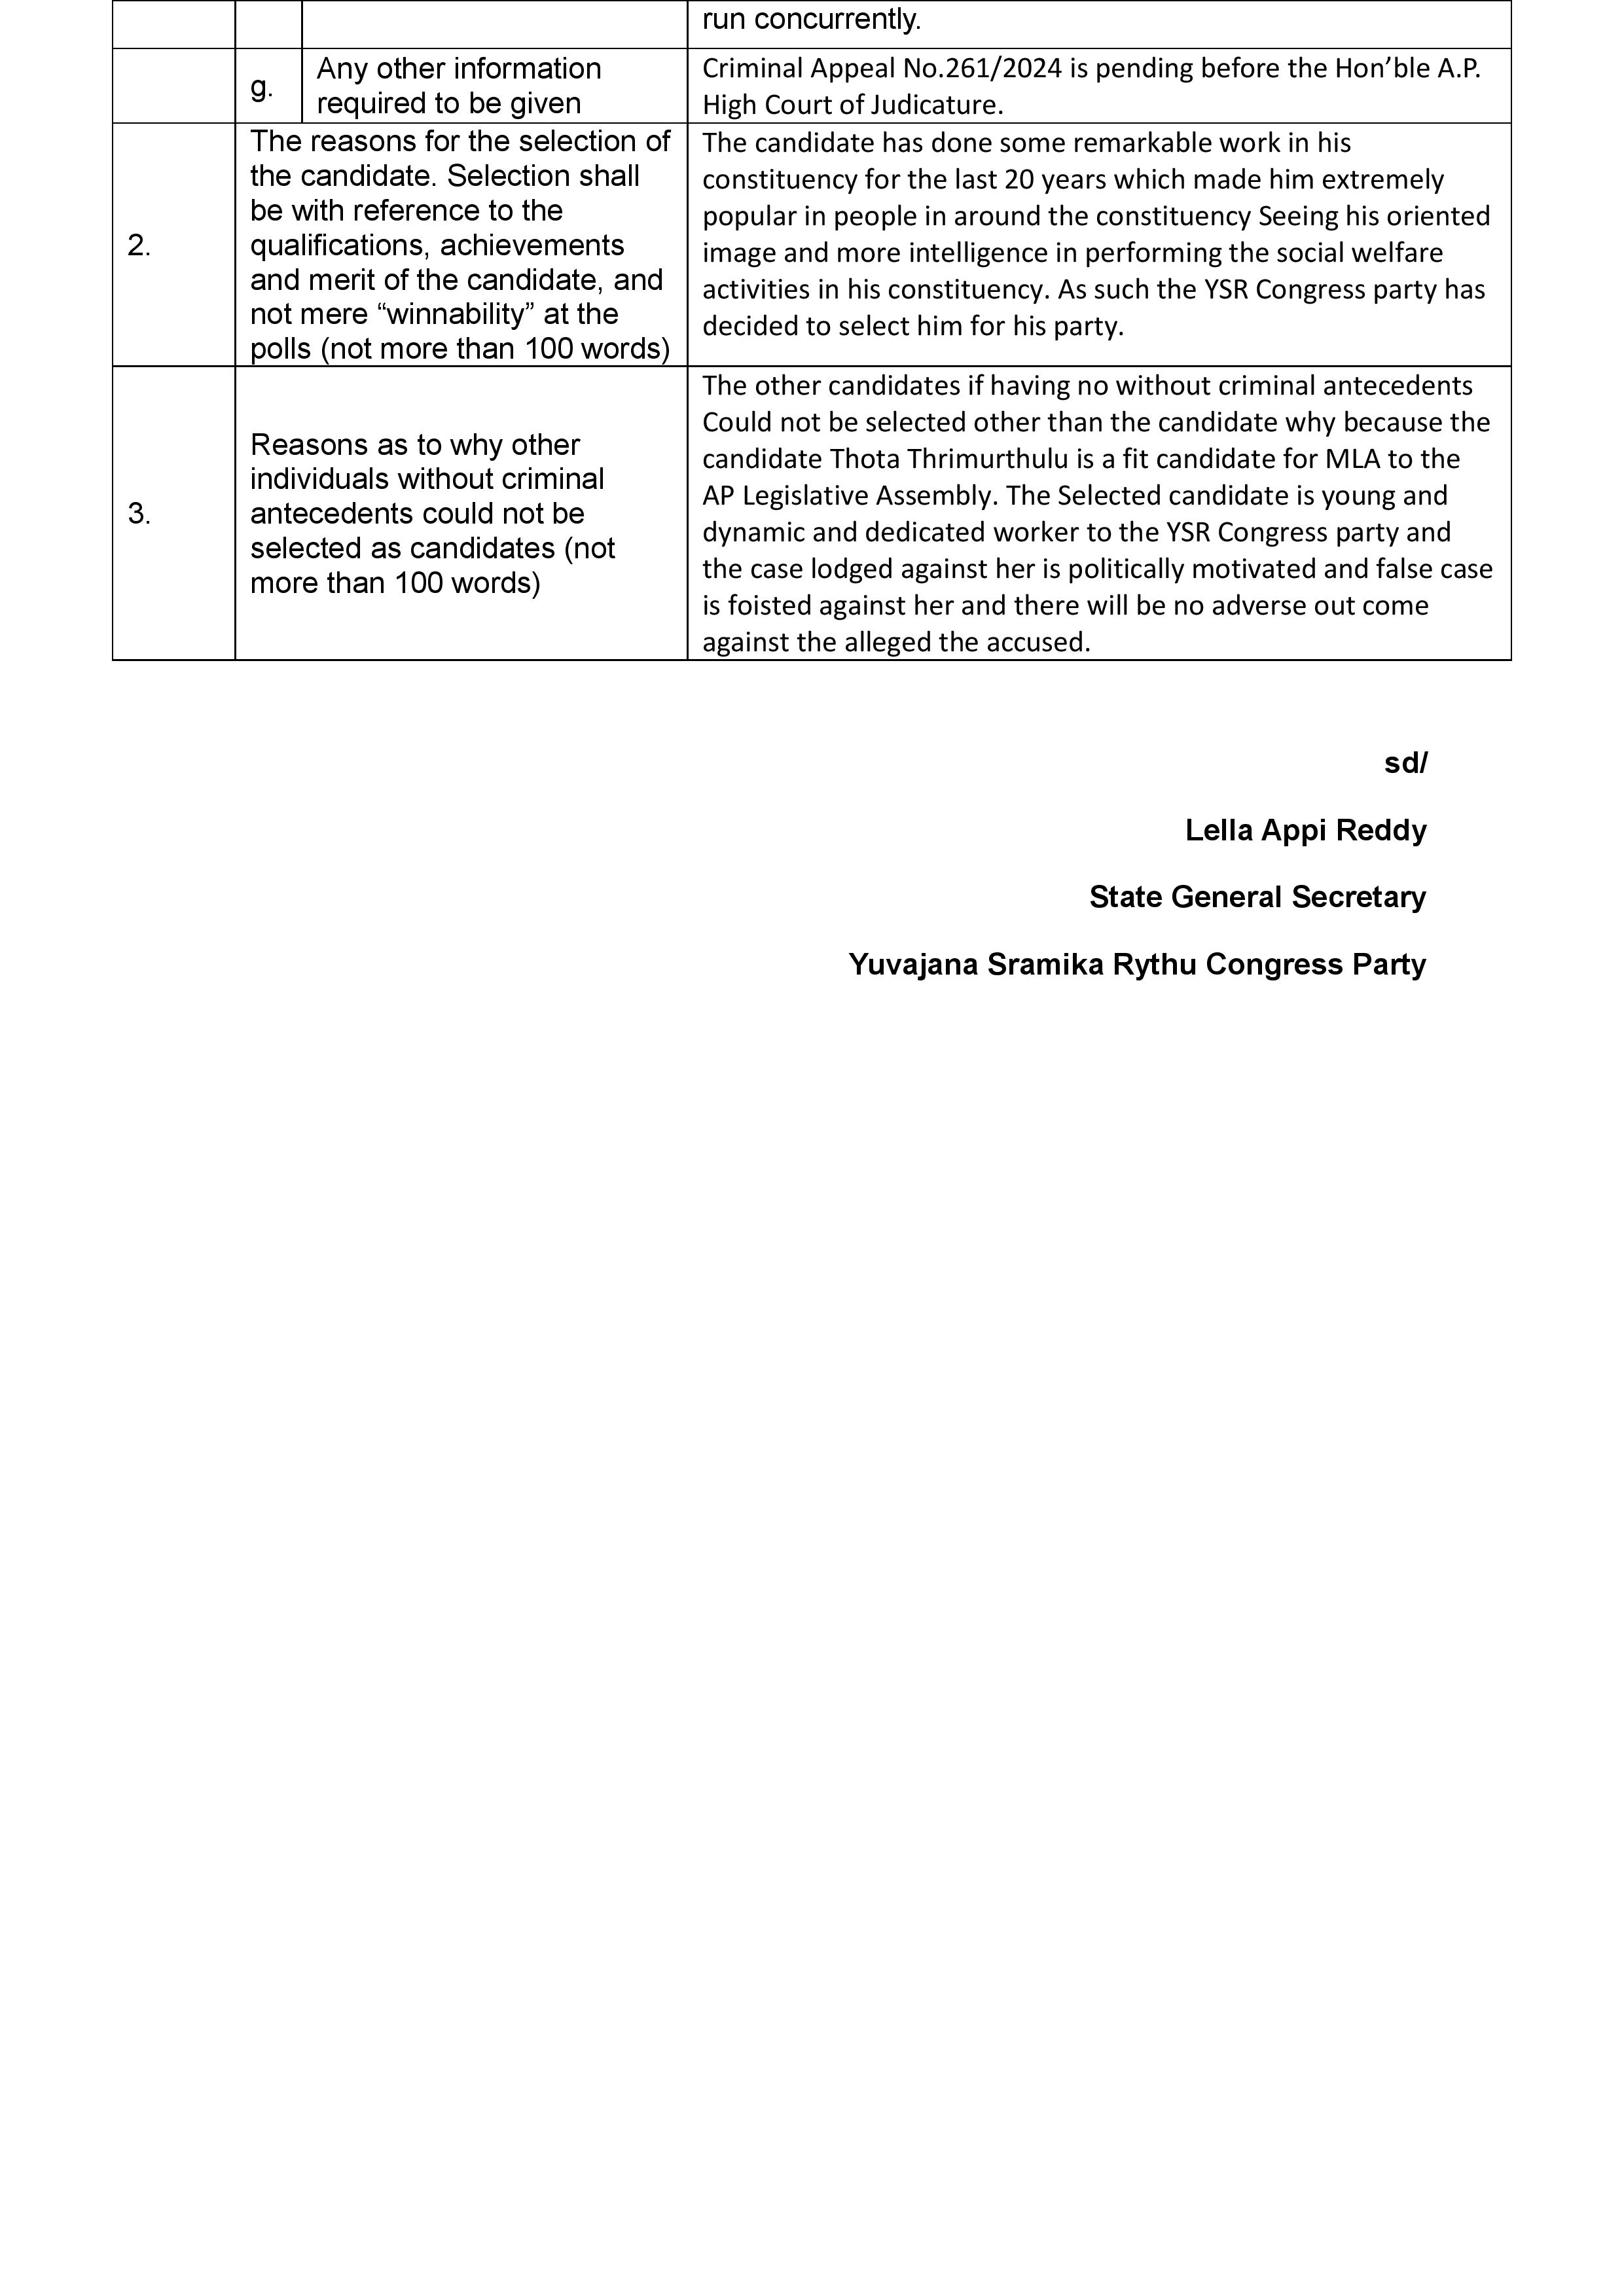 run concurrently.
g.
Any other information
required to be given
Criminal Appeal No.261/2024 is pending before the Hon’ble A.P.
High Court of Judicature.
2.
The reasons for the selection of
the candidate. Selection shall
be with reference to the
qualifications, achievements
and merit of the candidate, and
not mere “winnability” at the
polls (not more than 100 words)
The candidate has done some remarkable work in his
constituency for the last 20 years which made him extremely
popular in people in around the constituency Seeing his oriented
image and more intelligence in performing the social welfare
activities in his constituency. As such the YSR Congress party has
decided to select him for his party.
3.
Reasons as to why other
individuals without criminal
antecedents could not be
selected as candidates (not
more than 100 words)
The other candidates if having no without criminal antecedents
Could not be selected other than the candidate why because the
candidate Thota Thrimurthulu is a fit candidate for MLA to the
AP Legislative Assembly. The Selected candidate is young and
dynamic and dedicated worker to the YSR Congress party and
the case lodged against her is politically motivated and false case
is foisted against her and there will be no adverse out come
against the alleged the accused.
sd/
Lella Appi Reddy
State General Secretary
Yuvajana Sramika Rythu Congress Party